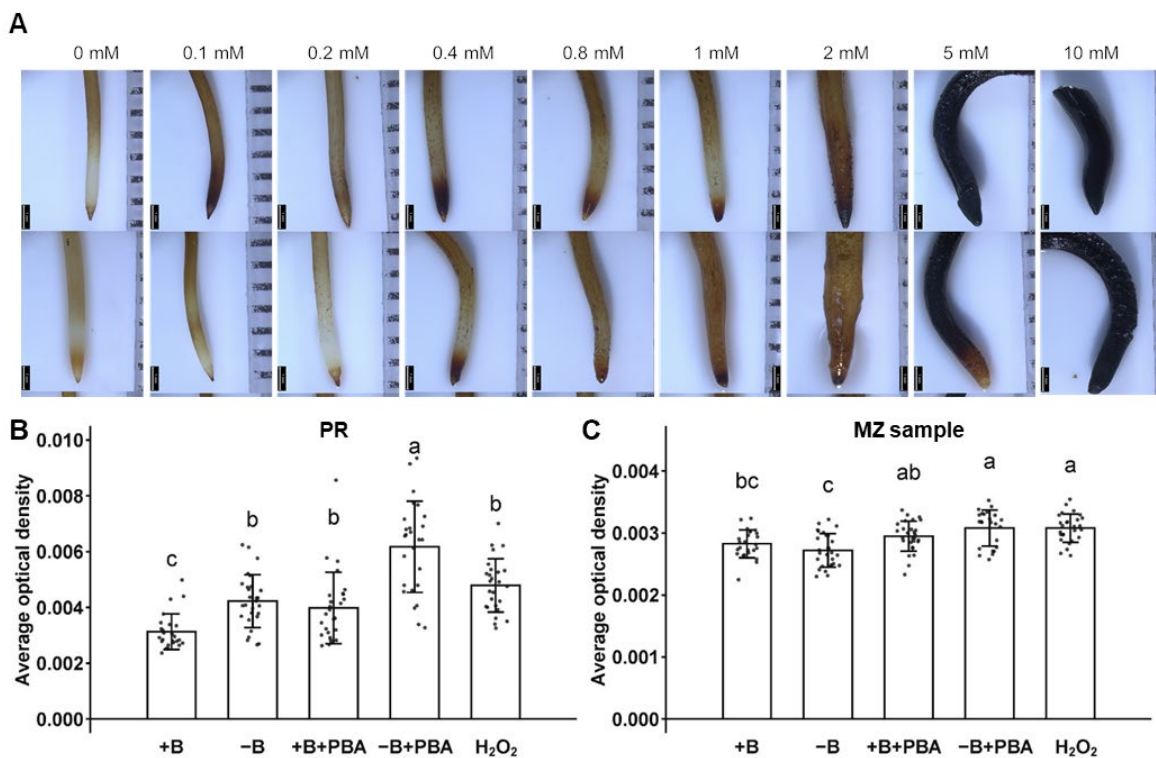 A
0 mM 0.1 mM 0.2 mM 0.4 mM 0.8 mM 1 mM 2 mM 5 mM 10 mM
B
PR
Average optical density
0.010
0.008
0.006
0.004
0.002
0.000
c
b
b
a
b
+B −B +B+PBA −B+PBA H₂O₂
C
MZ sample
Average optical density
0.004
0.003
0.002
0.001
0.000
bc
c
ab
a
a
+B −B +B+PBA −B+PBA H₂O₂